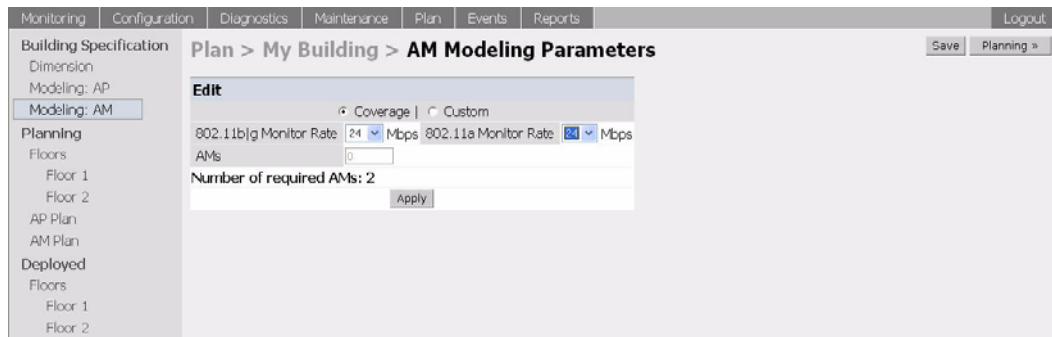 Monitoring Configuration Diagnostics Maintenance Plan Events Reports Logout
Building Specification
Dimension
Modeling: AP
Modeling: AM
Planning
Floors
Floor 1
Floor 2
AP Plan
AM Plan
Deployed
Floors
Floor 1
Floor 2
Plan > My Building > AM Modeling Parameters
Save Planning »
Edit
Coverage | Custom
802.11b|g Monitor Rate 24 Mbps 802.11a Monitor Rate 24 Mbps
AMs 0
Number of required AMs: 2
Apply